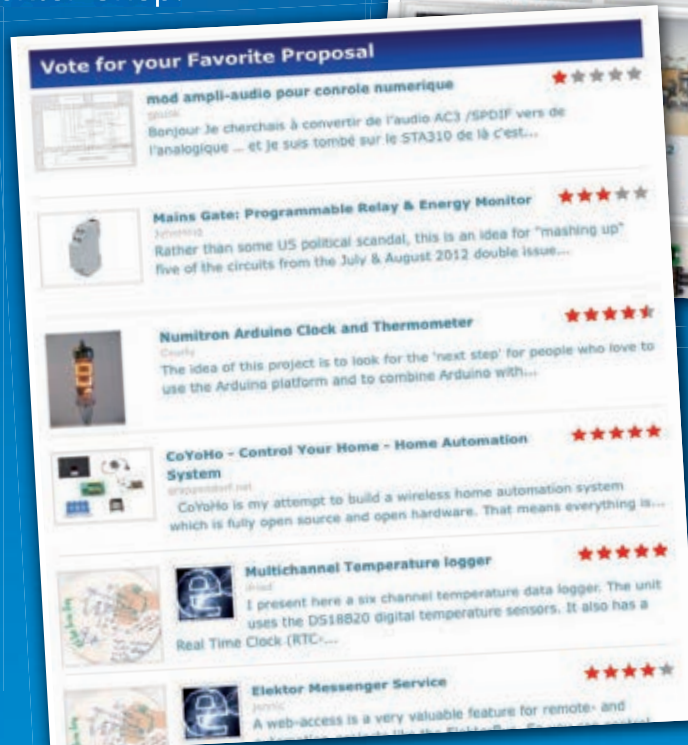 Vote for your Favorite Proposal
mod ampli-audio pour conrole numerique
Bonjour Je cherchais à convertir de l'audio AC3 /SPDIF vers de
l'analogique ... et je suis tombé sur le STA310 de là c'est...
Mains Gate: Programmable Relay & Energy Monitor
Rather than some US political scandal, this is an idea for "mashing up"
five of the circuits from the July & August 2012 double issue...
Numitron Arduino Clock and Thermometer
The idea of this project is to look for the 'next step' for people who love to
use the Arduino platform and to combine Arduino with...
CoYoHo - Control Your Home - Home Automation
System
CoYoHo is my attempt to build a wireless home automation system
which is fully open source and open hardware. That means everything is...
Multichannel Temperature logger
I present here a six channel temperature data logger. The unit
uses the DS18B20 digital temperature sensors. It also has a
Real Time Clock (RTC-...
Elektor Messenger Service
A web-access is a very valuable feature for remote- and